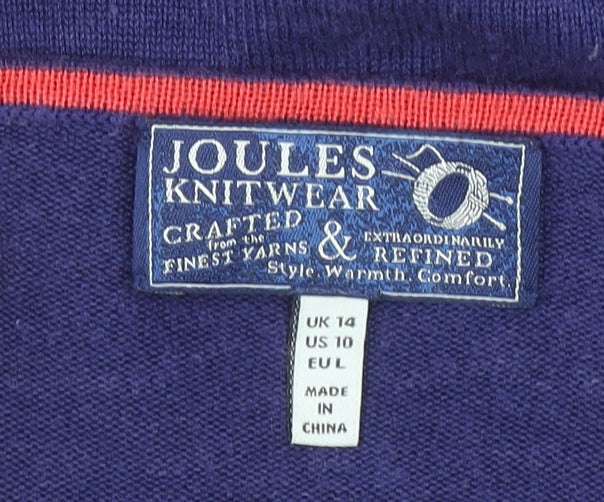 JOULES
KNITWEAR
CRAFTED
from the
FINEST YARNS
&
EXTRAORDINARILY
REFINED
Style. Warmth. Comfort.
UK 14
US 10
EU L
MADE
IN
CHINA